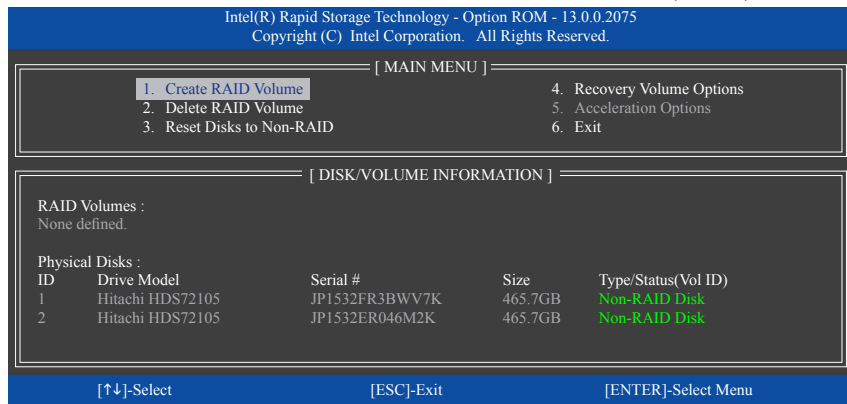 Intel(R) Rapid Storage Technology - Option ROM - 13.0.0.2075
Copyright (C) Intel Corporation. All Rights Reserved.
[ MAIN MENU ]
1. Create RAID Volume
2. Delete RAID Volume
3. Reset Disks to Non-RAID
4. Recovery Volume Options
5. Acceleration Options
6. Exit
[ DISK/VOLUME INFORMATION ]
RAID Volumes :
None defined.
Physical Disks :
ID Drive Model Serial # Size Type/Status(Vol ID)
1 Hitachi HDS72105 JP1532FR3BWV7K 465.7GB Non-RAID Disk
2 Hitachi HDS72105 JP1532ER046M2K 465.7GB Non-RAID Disk
[↑↓]-Select [ESC]-Exit [ENTER]-Select Menu